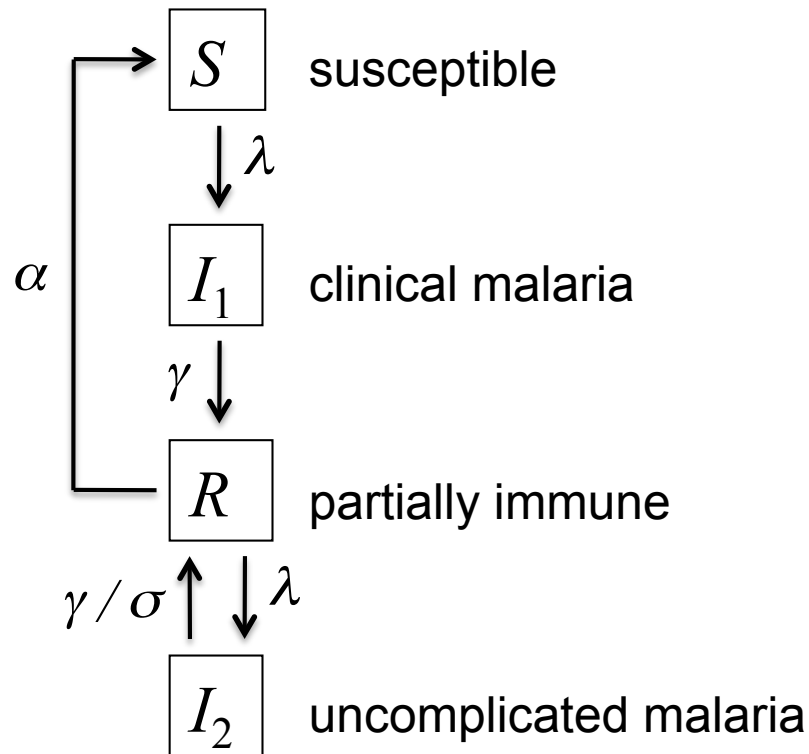 S susceptible
λ
α I₁ clinical malaria
γ
R partially immune
γ / σ λ
I₂ uncomplicated malaria